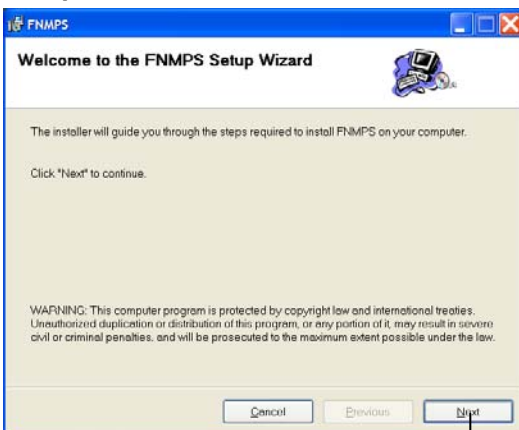 FNMPS
Welcome to the FNMPS Setup Wizard
The installer will guide you through the steps required to install FNMPS on your computer.
Click "Next" to continue.
WARNING: This computer program is protected by copyright law and international treaties.
Unauthorized duplication or distribution of this program, or any portion of it, may result in severe
civil or criminal penalties, and will be prosecuted to the maximum extent possible under the law.
Cancel
Previous
Next